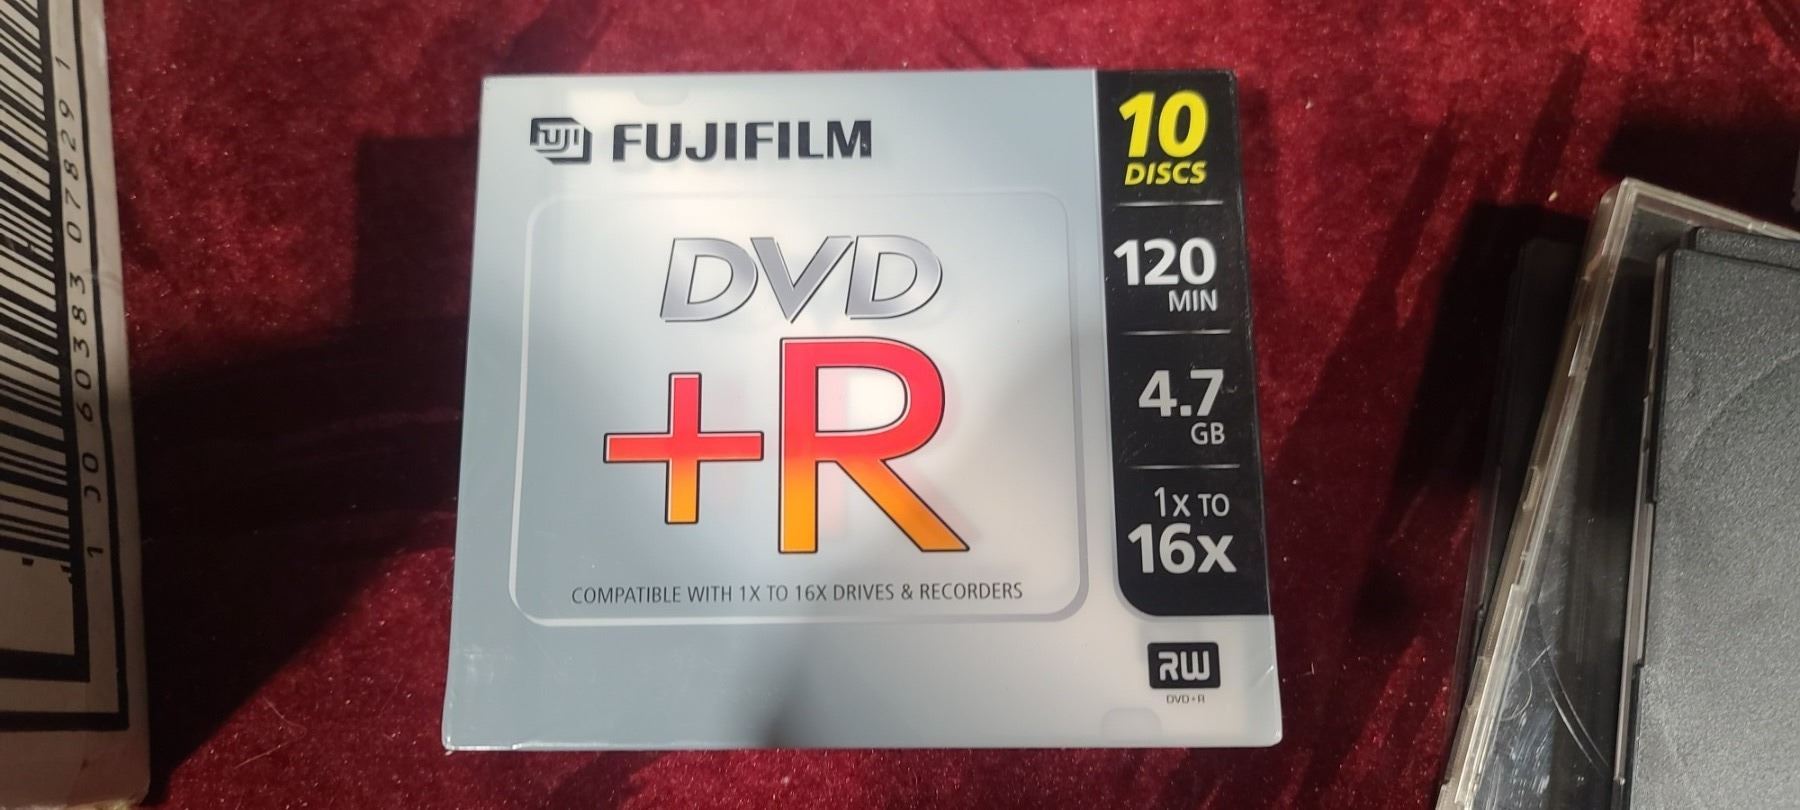 1 00 60383 07829 1
FUJI FUJIFILM
DVD
+R
COMPATIBLE WITH 1X TO 16X DRIVES & RECORDERS
10
DISCS
120
MIN
4.7
GB
1X TO
16X
RW
DVD+R